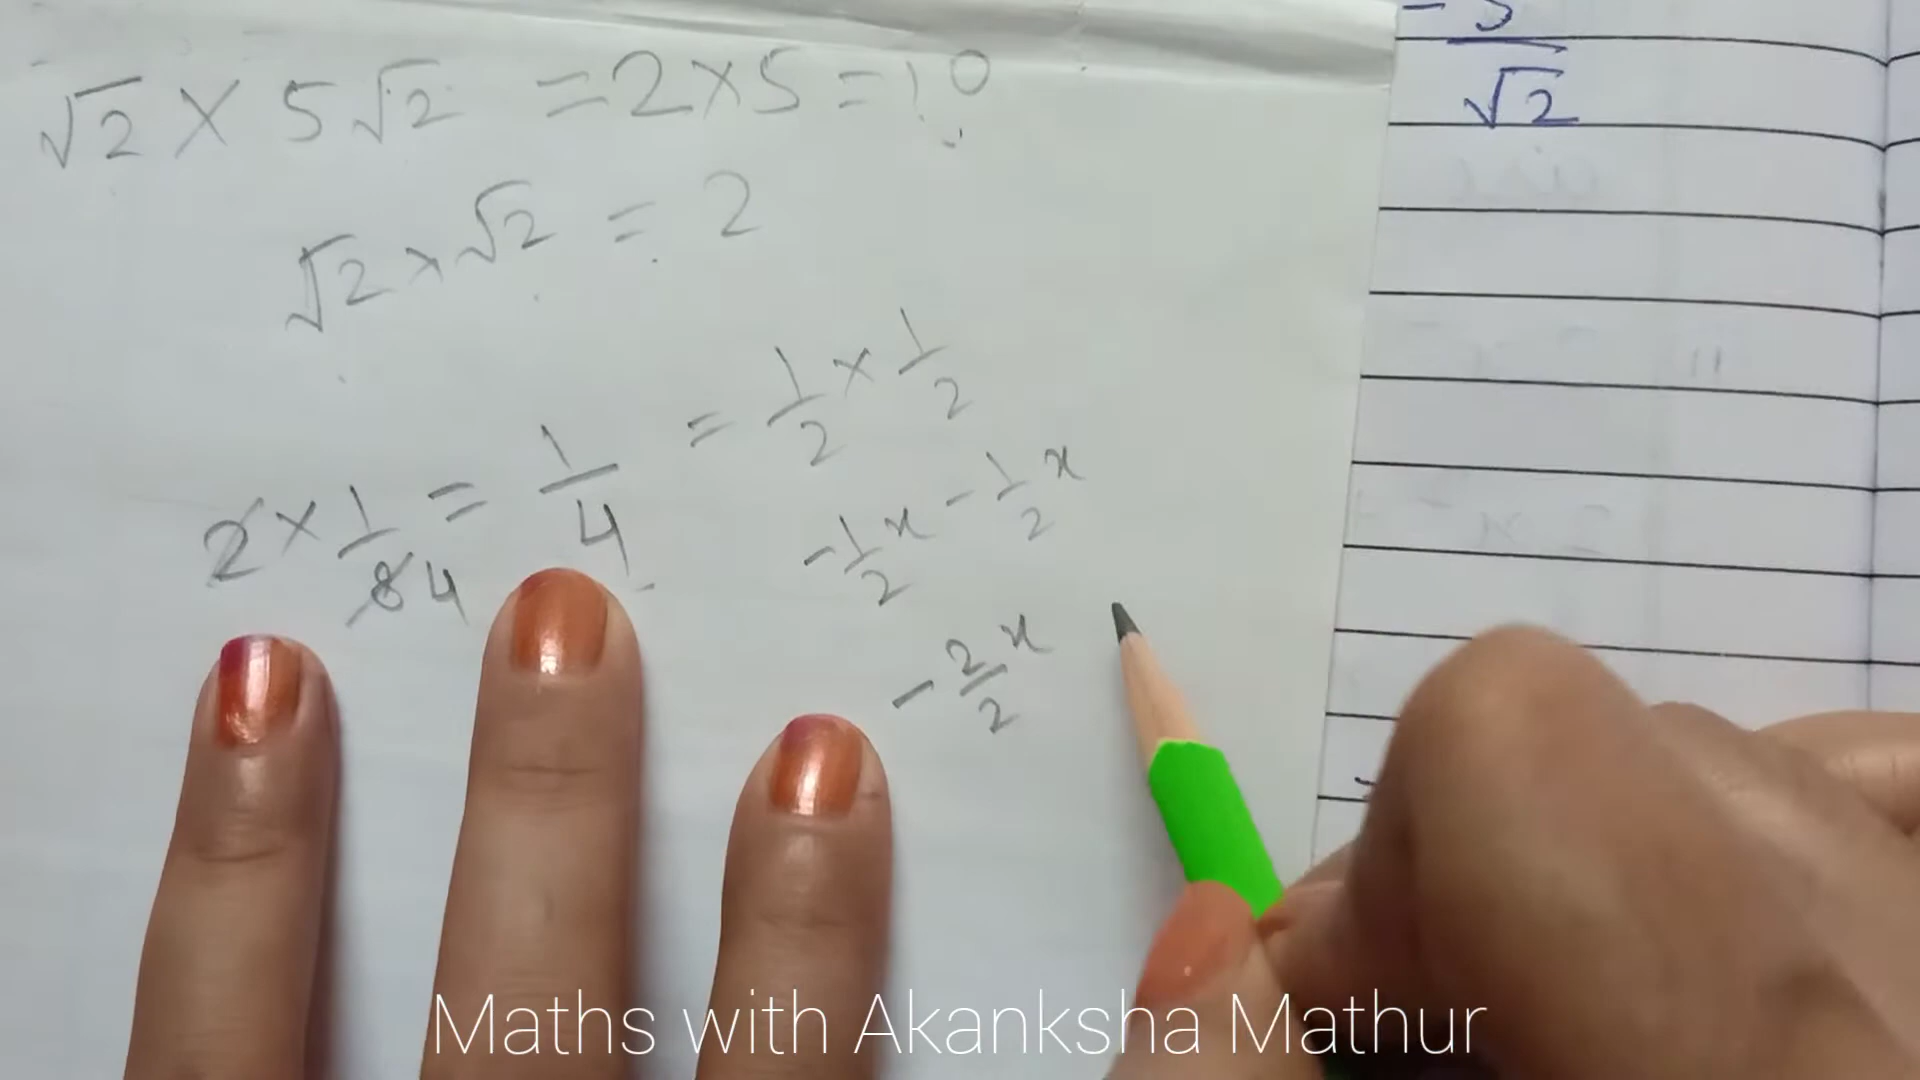 √2 × 5√2 = 2×5 = 10
√2 × √2 = 2
2 × 1/8 4 = 1/4 = 1/2 × 1/2
-1/2 x - 1/2 x
-2/2 x
5/√2
Maths with Akanksha Mathur